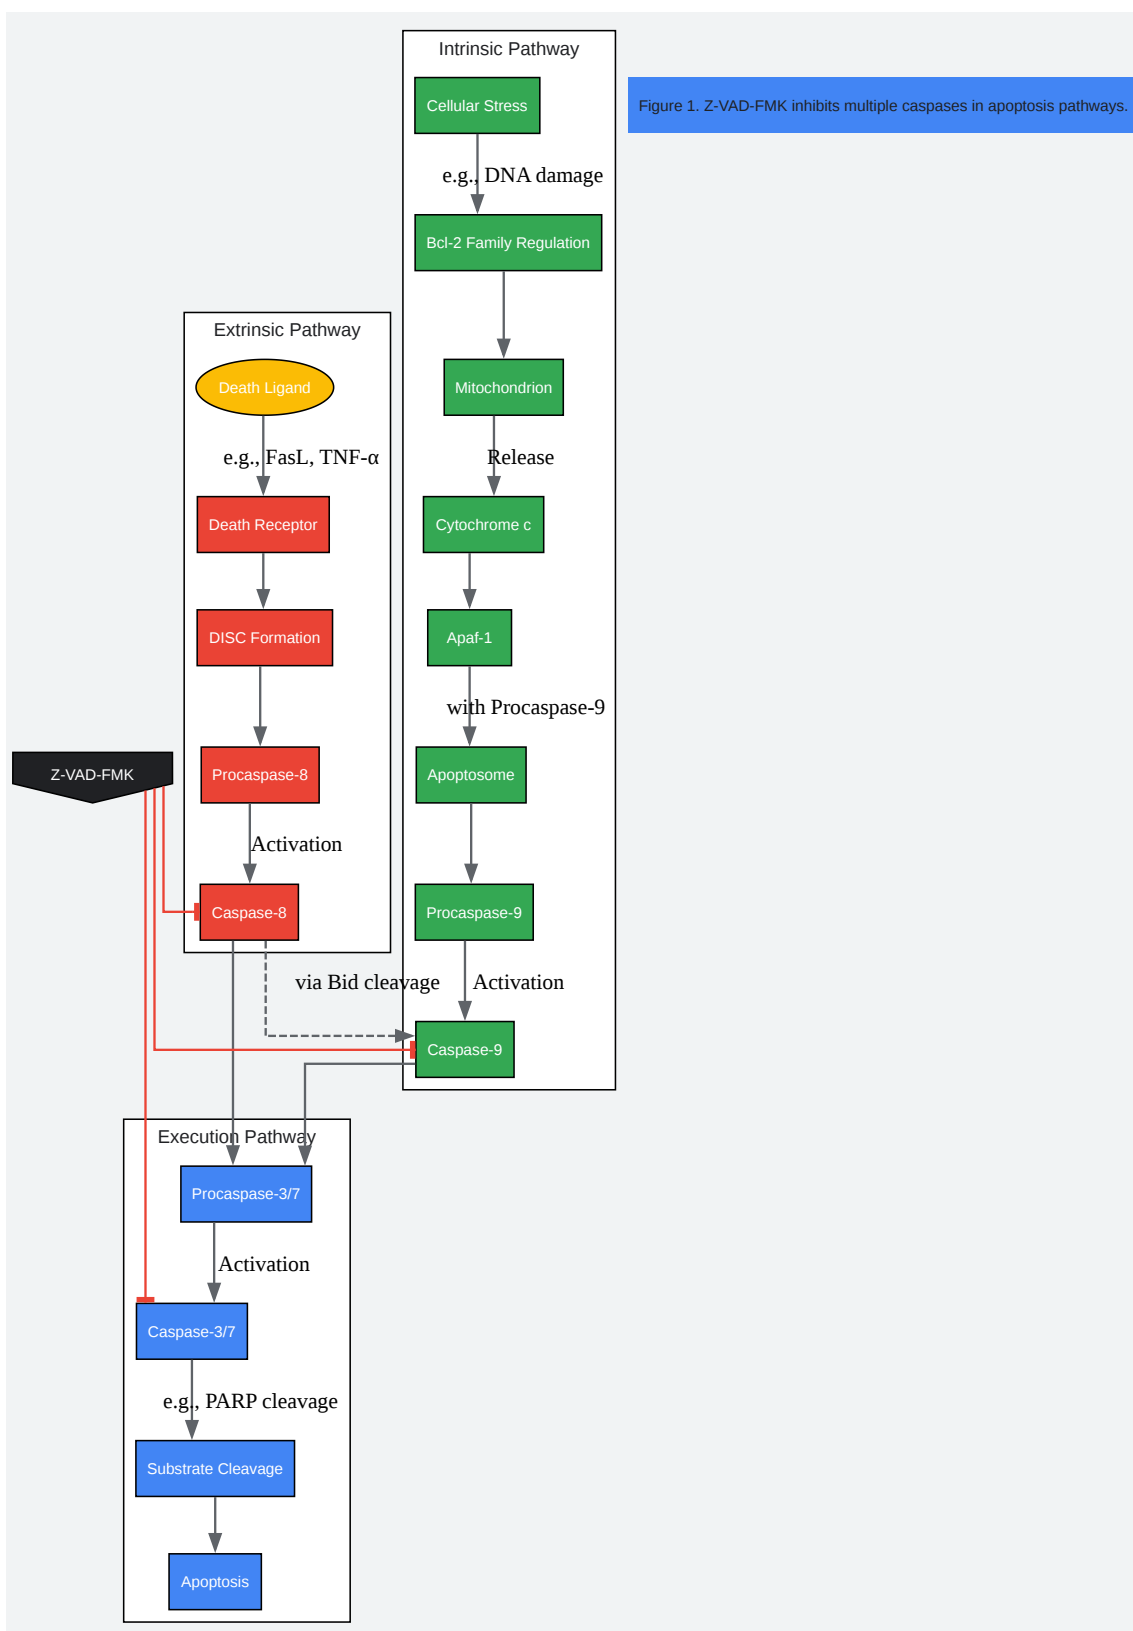 Intrinsic Pathway
Cellular Stress
Figure 1. Z-VAD-FMK inhibits multiple caspases in apoptosis pathways.
e.g., DNA damage
Bcl-2 Family Regulation
Extrinsic Pathway
Death Ligand
Mitochondrion
e.g., FasL, TNF-α
Release
Death Receptor
Cytochrome c
DISC Formation
Apaf-1
with Procaspase-9
Z-VAD-FMK
Procaspase-8
Apoptosome
Activation
Caspase-8
Procaspase-9
via Bid cleavage
Activation
Caspase-9
Execution Pathway
Procaspase-3/7
Activation
Caspase-3/7
e.g., PARP cleavage
Substrate Cleavage
Apoptosis